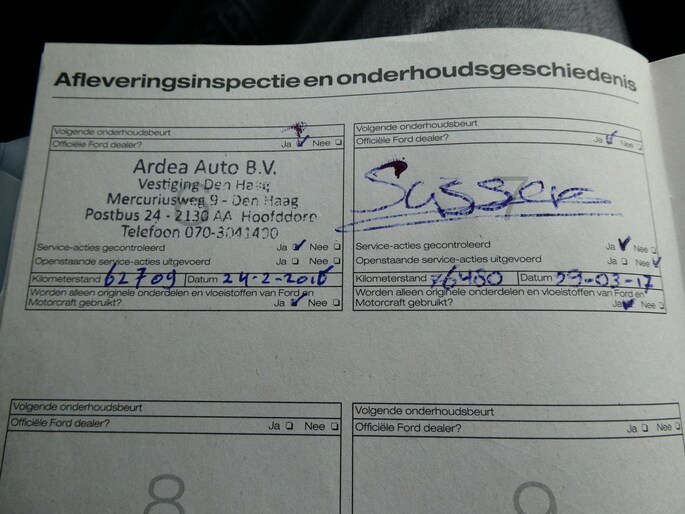 Afleveringsinspectie en onderhoudsgeschiedenis
Volgende onderhoudsbeurt
Officiële Ford dealer? Ja Nee
Ardea Auto B.V.
Vestiging Den Haag
Mercuriusweg 9 - Den Haag
Postbus 24 - 2130 AA Hoofddorp
Telefoon 070-3041400
Service-acties gecontroleerd Ja Nee
Openstaande service-acties uitgevoerd Ja Nee
Kilometerstand 62709 Datum 24-2-2016
Worden alleen originele onderdelen en vloeistoffen van Ford en
Motorcraft gebruikt? Ja Nee
Volgende onderhoudsbeurt
Officiële Ford dealer? Ja Nee
7
Service-acties gecontroleerd Ja Nee
Openstaande service-acties uitgevoerd Ja Nee
Kilometerstand 76480 Datum 29-03-17
Worden alleen originele onderdelen en vloeistoffen van Ford en
Motorcraft gebruikt? Ja Nee
Volgende onderhoudsbeurt
Officiële Ford dealer? Ja Nee
8
Volgende onderhoudsbeurt
Officiële Ford dealer? Ja Nee
9